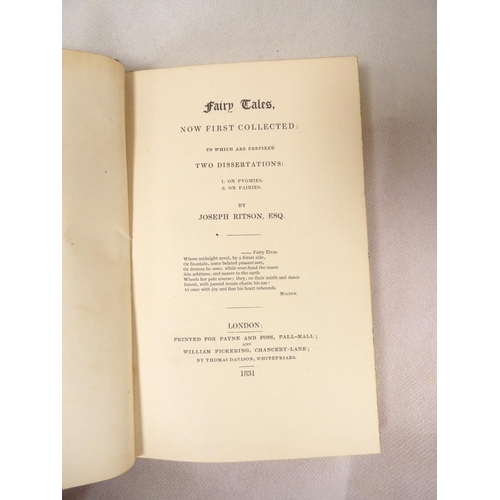 Fairy Tales,
NOW FIRST COLLECTED:
TO WHICH ARE PREFIXED
TWO DISSERTATIONS:
1. ON PYGMIES.
2. ON FAIRIES.
BY
JOSEPH RITSON, ESQ.
—— Fairy Elves
Whose midnight revel, by a forest side,
Or fountain, some belated peasant sees,
Or dreams he sees; while over-head the moon
Sits arbitress, and nearer to the earth
Wheels her pale course: they, on their mirth and dance
Intent, with jocund music charm his ear:
At once with joy and fear his heart rebounds.
MILTON.
LONDON:
PRINTED FOR PAYNE AND FOSS, PALL-MALL;
AND
WILLIAM PICKERING, CHANCERY-LANE;
BY THOMAS DAVISON, WHITEFRIARS.
1831